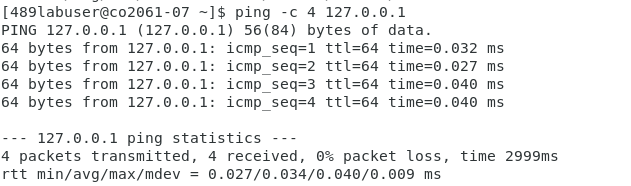 [489labuser@co2061-07 ~]$ ping -c 4 127.0.0.1
PING 127.0.0.1 (127.0.0.1) 56(84) bytes of data.
64 bytes from 127.0.0.1: icmp_seq=1 ttl=64 time=0.032 ms
64 bytes from 127.0.0.1: icmp_seq=2 ttl=64 time=0.027 ms
64 bytes from 127.0.0.1: icmp_seq=3 ttl=64 time=0.040 ms
64 bytes from 127.0.0.1: icmp_seq=4 ttl=64 time=0.040 ms

--- 127.0.0.1 ping statistics ---
4 packets transmitted, 4 received, 0% packet loss, time 2999ms
rtt min/avg/max/mdev = 0.027/0.034/0.040/0.009 ms